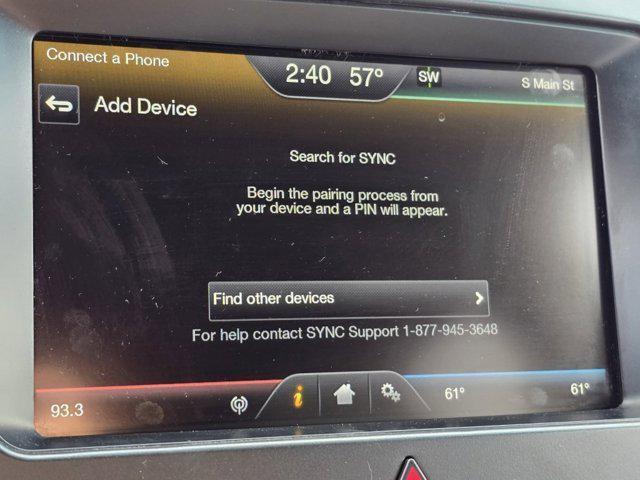 Connect a Phone
2:40 57° SW S Main St
Add Device
Search for SYNC
Begin the pairing process from
your device and a PIN will appear.
Find other devices
For help contact SYNC Support 1-877-945-3648
93.3 i 61° 61°